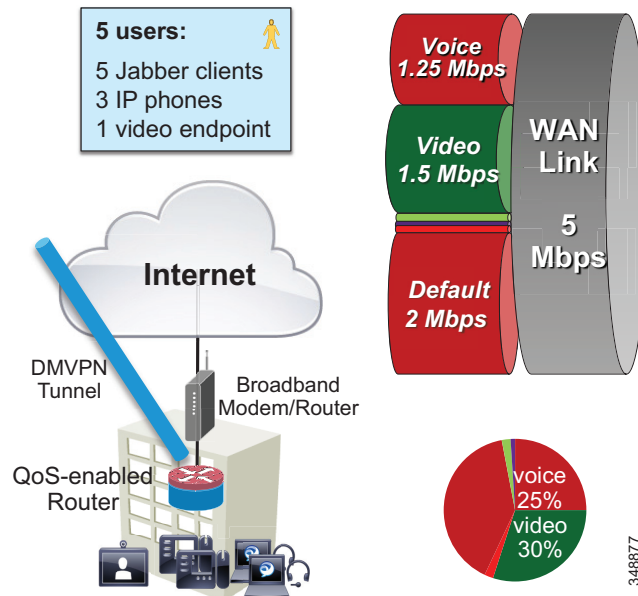 5 users:
5 Jabber clients
3 IP phones
1 video endpoint
Voice
1.25 Mbps
Video
1.5 Mbps
Default
2 Mbps
WAN
Link
5
Mbps
Internet
DMVPN
Tunnel
Broadband
Modem/Router
QoS-enabled
Router
voice
25%
video
30%
348877